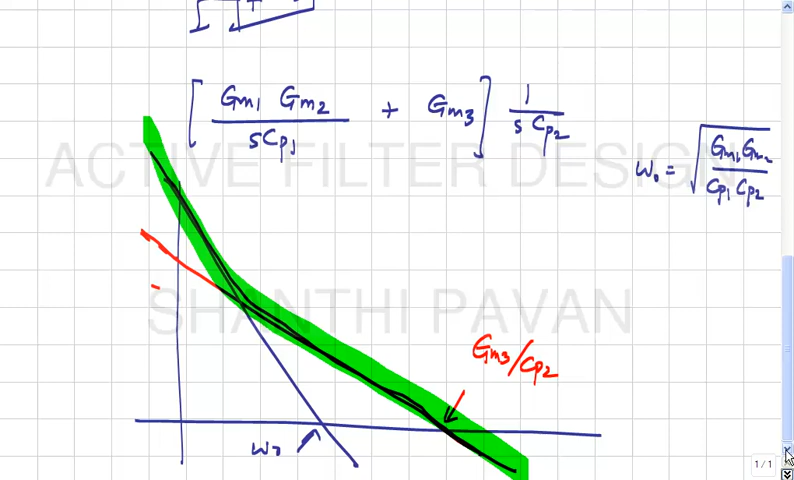 [ Gm1 Gm2 / sCp1 + Gm3 ] 1 / sCp2
ω₀ = √(Gm1 Gm2 / Cp1 Cp2)
ACTIVE FILTER DESIGN
SHANTHI PAVAN
Gm3/Cp2
ω₀
1/1